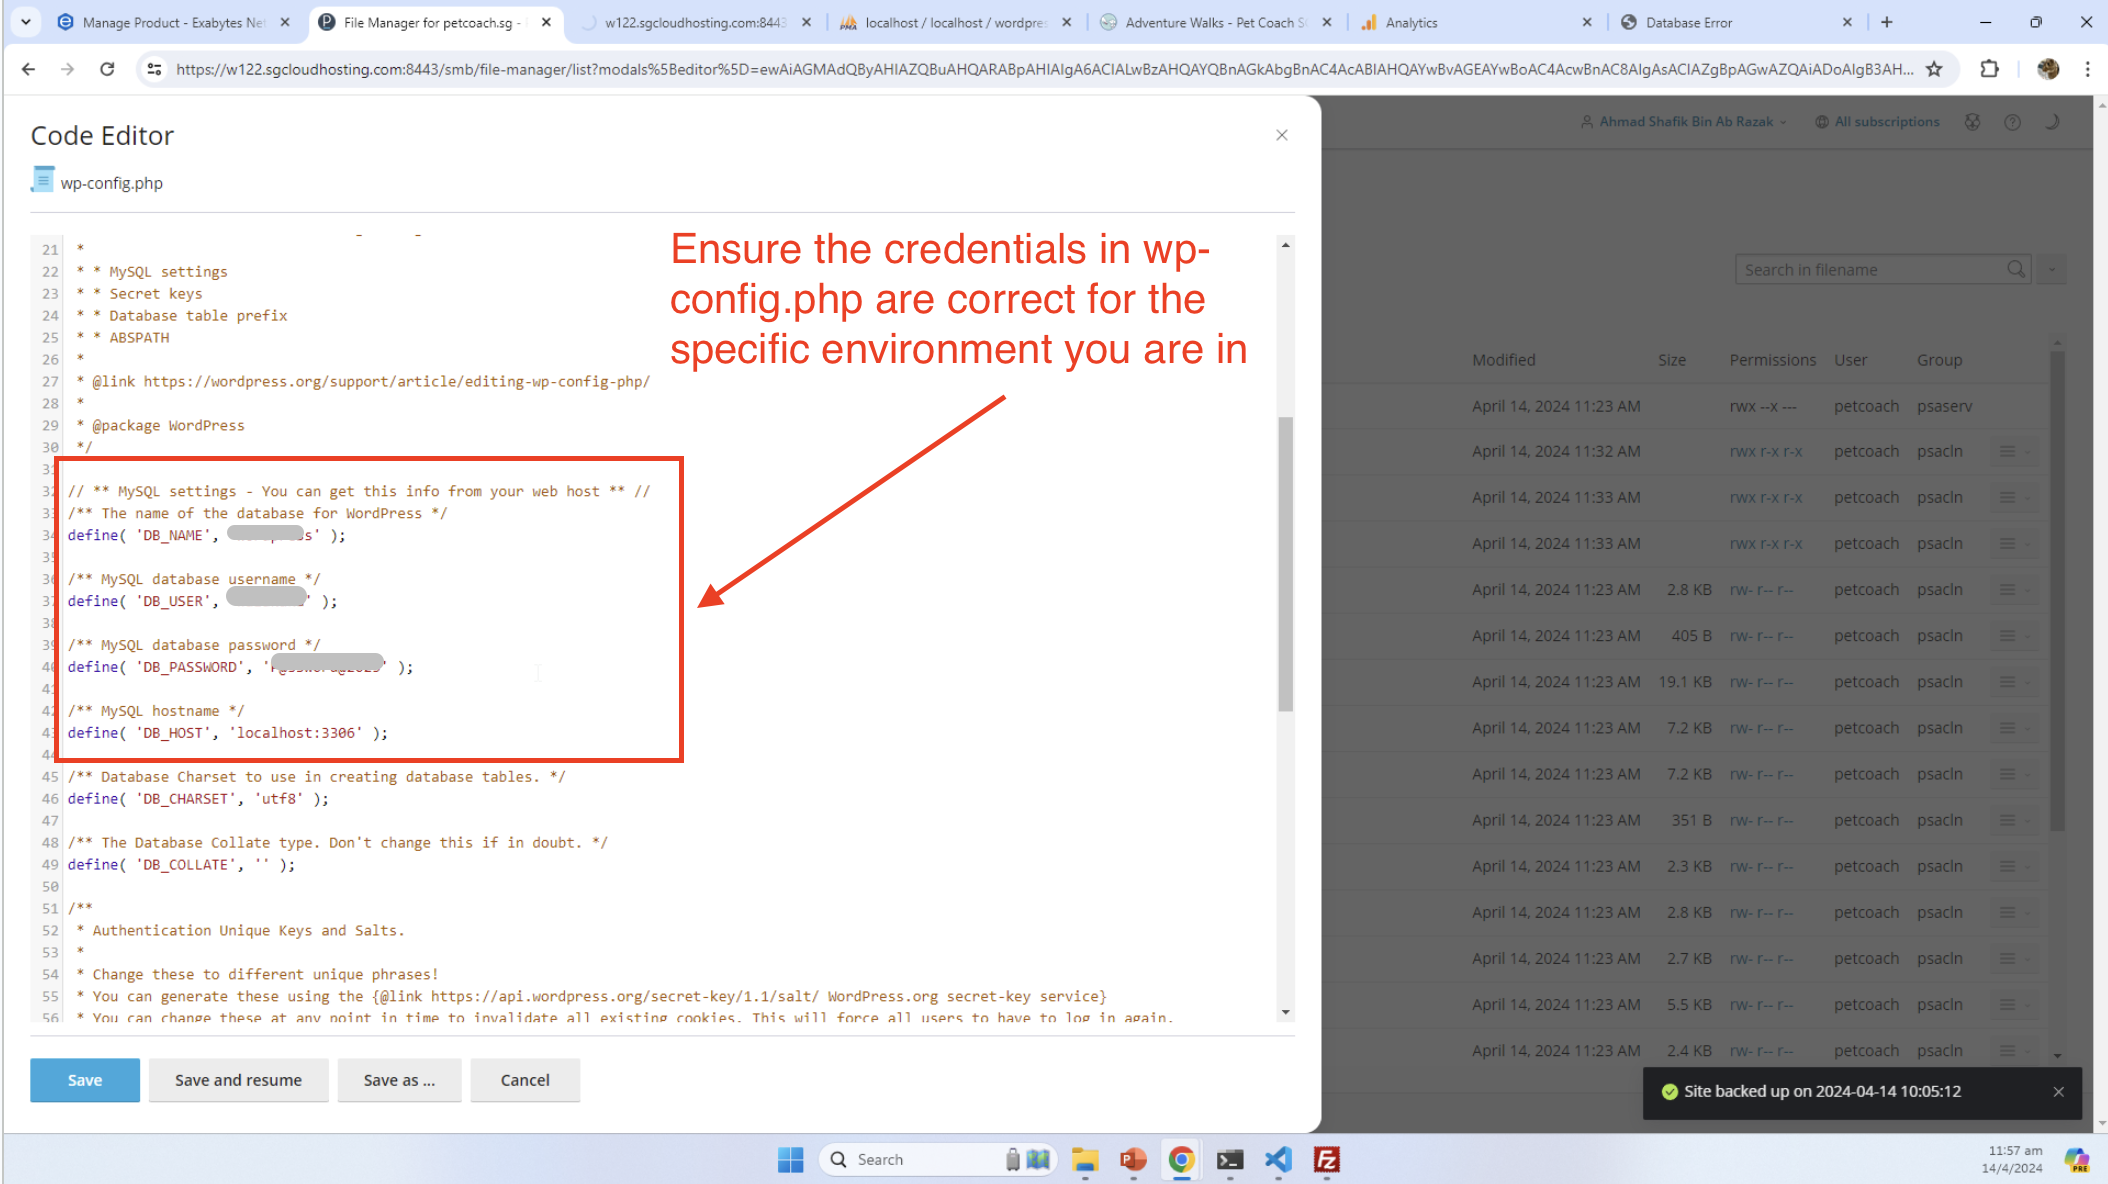 Manage Product - Exabytes Net
File Manager for petcoach.sg -
w122.sgcloudhosting.com:8443
localhost / localhost / wordpres
Adventure Walks - Pet Coach SG
Analytics
Database Error
https://w122.sgcloudhosting.com:8443/smb/file-manager/list?modals%5Beditor%5D=
Code Editor
wp-config.php
Ahmad Shafik Bin Ab Razak
All subscriptions
Ensure the credentials in wp-
config.php are correct for the
specific environment you are in
21 *
22 * * MySQL settings
23 * * Secret keys
24 * * Database table prefix
25 * * ABSPATH
26 *
27 * @link https://wordpress.org/support/article/editing-wp-config-php/
28 *
29 * @package WordPress
30 */
// ** MySQL settings - You can get this info from your web host ** //
/** The name of the database for WordPress */
define( 'DB_NAME', s' );
/** MySQL database username */
define( 'DB_USER', ' );
/** MySQL database password */
define( 'DB_PASSWORD', ' ' );
/** MySQL hostname */
define( 'DB_HOST', 'localhost:3306' );
45 /** Database Charset to use in creating database tables. */
46 define( 'DB_CHARSET', 'utf8' );
47
48 /** The Database Collate type. Don't change this if in doubt. */
49 define( 'DB_COLLATE', '' );
50
51 /**
52 * Authentication Unique Keys and Salts.
53 *
54 * Change these to different unique phrases!
55 * You can generate these using the {@link https://api.wordpress.org/secret-key/1.1/salt/ WordPress.org secret-key service}
56 * You can change these at any point in time to invalidate all existing cookies. This will force all users to have to log in again.
Save
Save and resume
Save as ...
Cancel
Search in filename
Modified Size Permissions User Group
April 14, 2024 11:23 AM rwx --x --- petcoach psaserv
April 14, 2024 11:32 AM rwx r-x r-x petcoach psacln
April 14, 2024 11:33 AM rwx r-x r-x petcoach psacln
April 14, 2024 11:33 AM rwx r-x r-x petcoach psacln
April 14, 2024 11:23 AM 2.8 KB rw- r-- r-- petcoach psacln
April 14, 2024 11:23 AM 405 B rw- r-- r-- petcoach psacln
April 14, 2024 11:23 AM 19.1 KB rw- r-- r-- petcoach psacln
April 14, 2024 11:23 AM 7.2 KB rw- r-- r-- petcoach psacln
April 14, 2024 11:23 AM 7.2 KB rw- r-- r-- petcoach psacln
April 14, 2024 11:23 AM 351 B rw- r-- r-- petcoach psacln
April 14, 2024 11:23 AM 2.3 KB rw- r-- r-- petcoach psacln
April 14, 2024 11:23 AM 2.8 KB rw- r-- r-- petcoach psacln
April 14, 2024 11:23 AM 2.7 KB rw- r-- r-- petcoach psacln
April 14, 2024 11:23 AM 5.5 KB rw- r-- r-- petcoach psacln
April 14, 2024 11:23 AM 2.4 KB rw- r-- r-- petcoach psacln
Site backed up on 2024-04-14 10:05:12
Search
11:57 am
14/4/2024
PRE